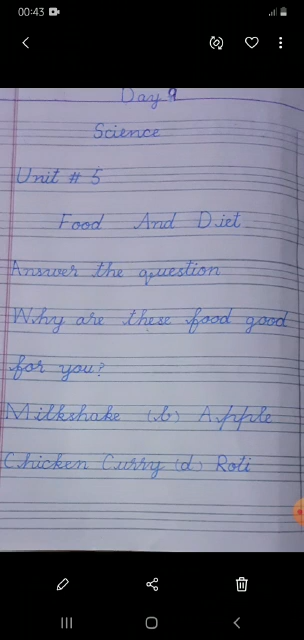 00:43
Day 9
Science
Unit # 5
Food And Diet
Answer the question
Why are these food good
for you?
Milkshake (b) Apple
Chicken Curry (d) Roti